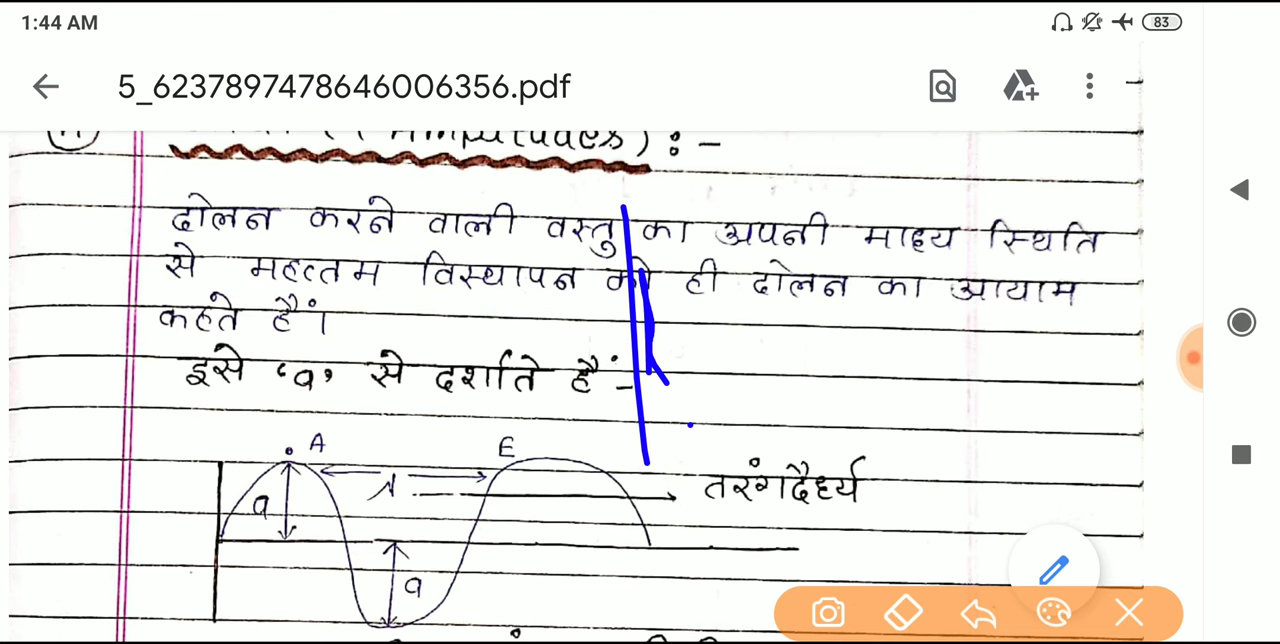 1:44 AM
83
5_6237897478646006356.pdf
दोलन करने वाली वस्तु का अपनी माध्य स्थिति
से महत्तम विस्थापन को ही दोलन का आयाम
कहते हैं।
इसे 'a' से दर्शाते हैं -
A
E
a
λ
तरंगदैर्ध्य
a